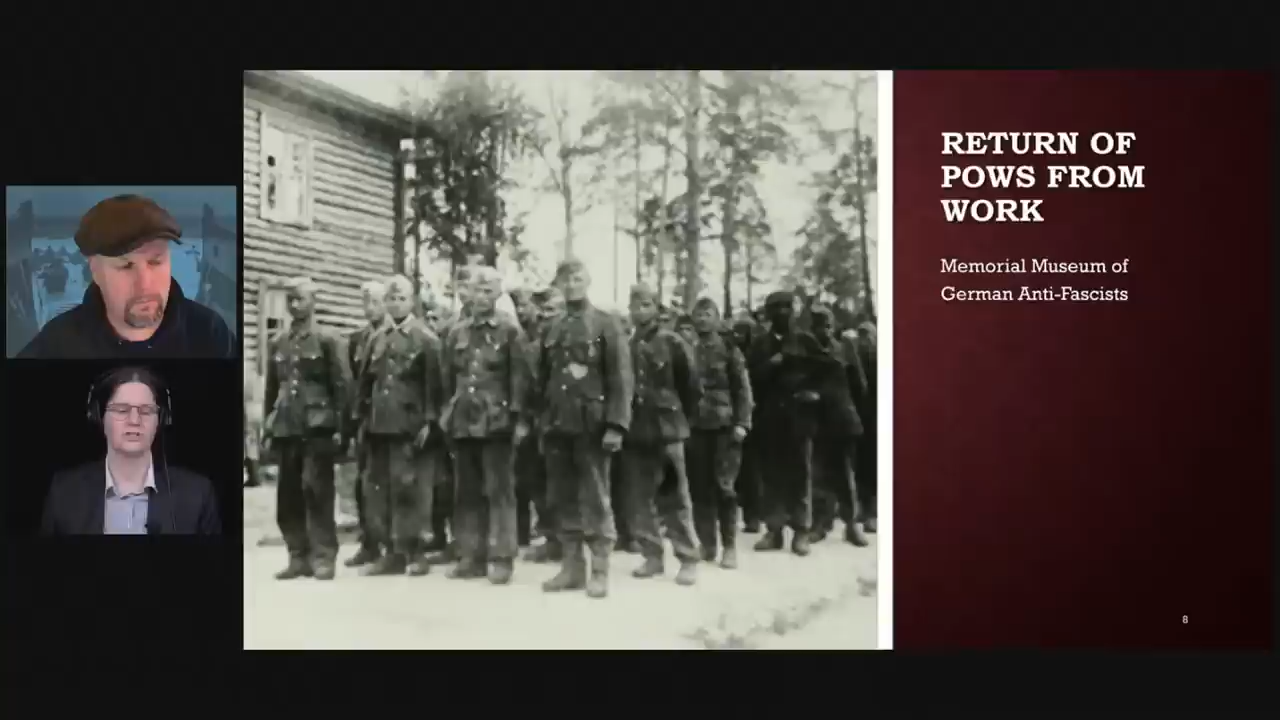 RETURN OF
POWS FROM
WORK
Memorial Museum of
German Anti-Fascists
8